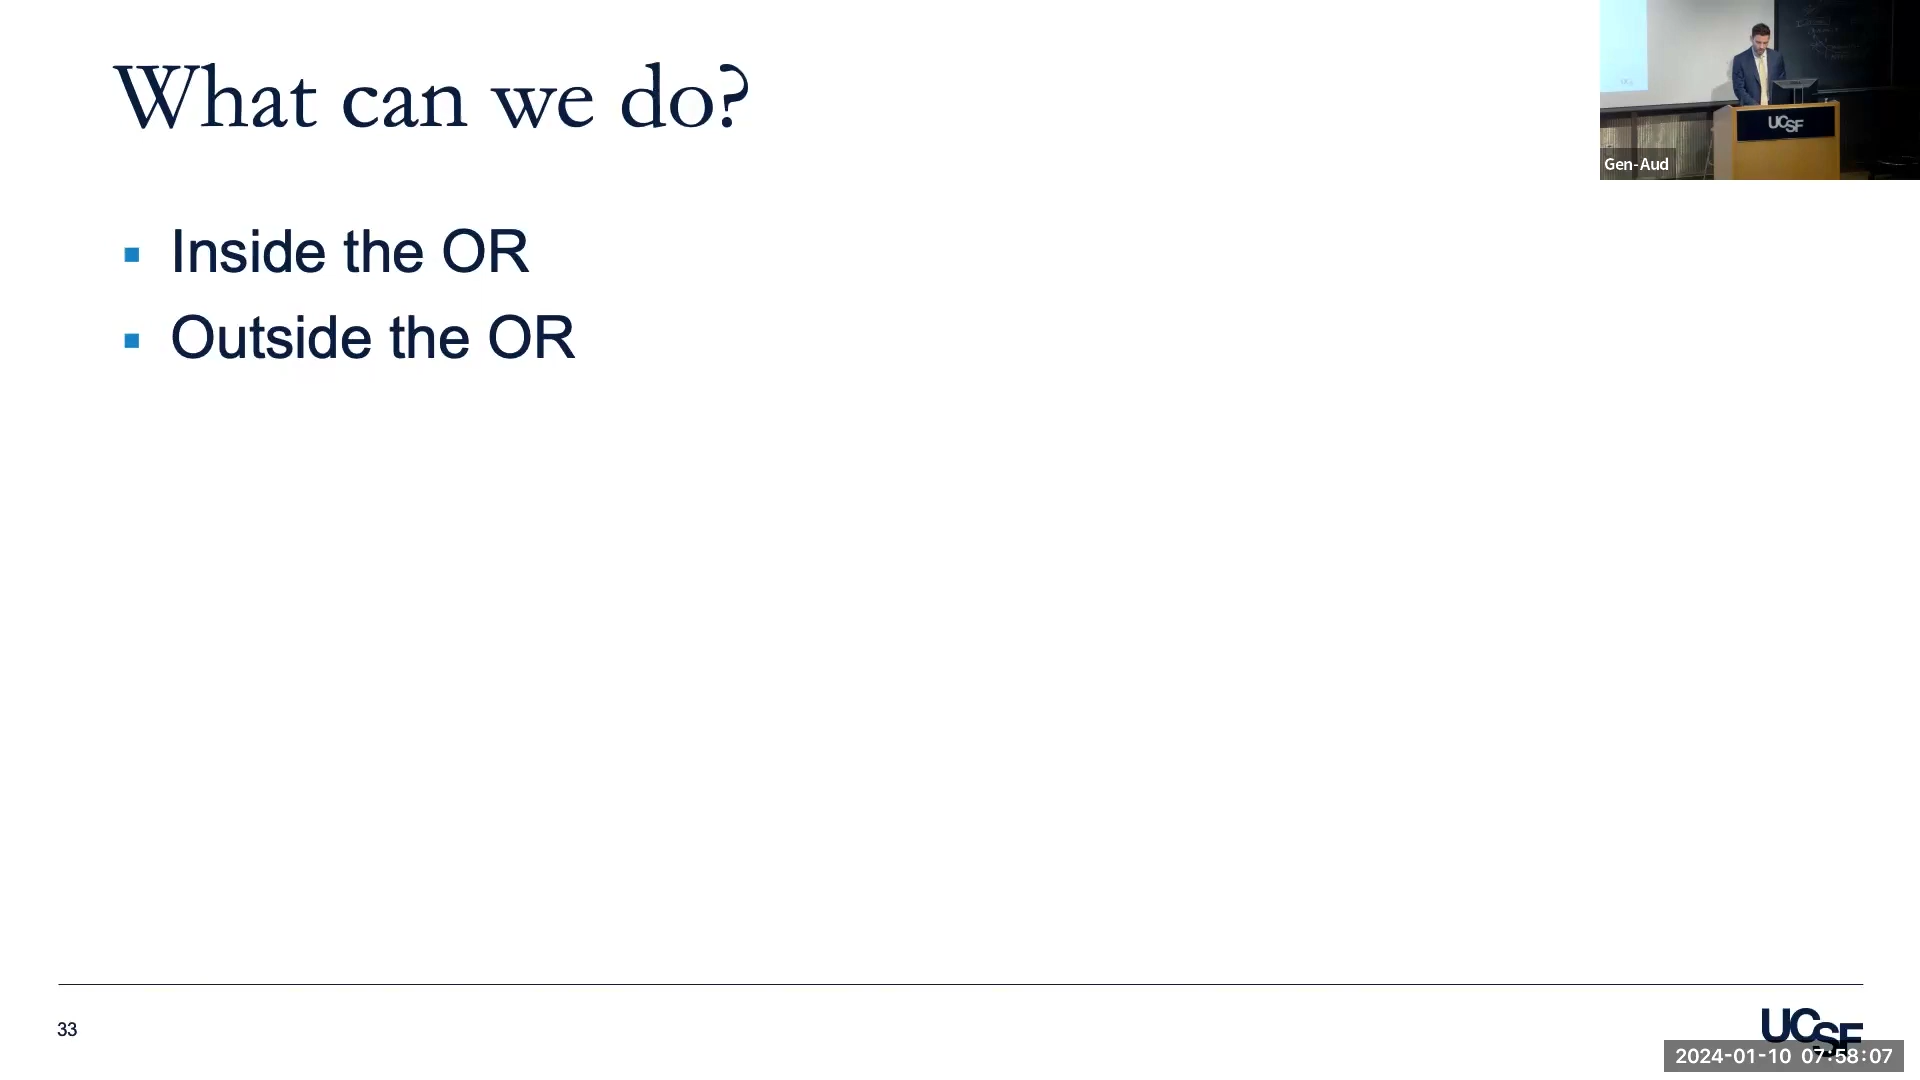 What can we do?
Inside the OR
Outside the OR
UCSF
Gen-Aud
33
UCSF
2024-01-10 07:58:07